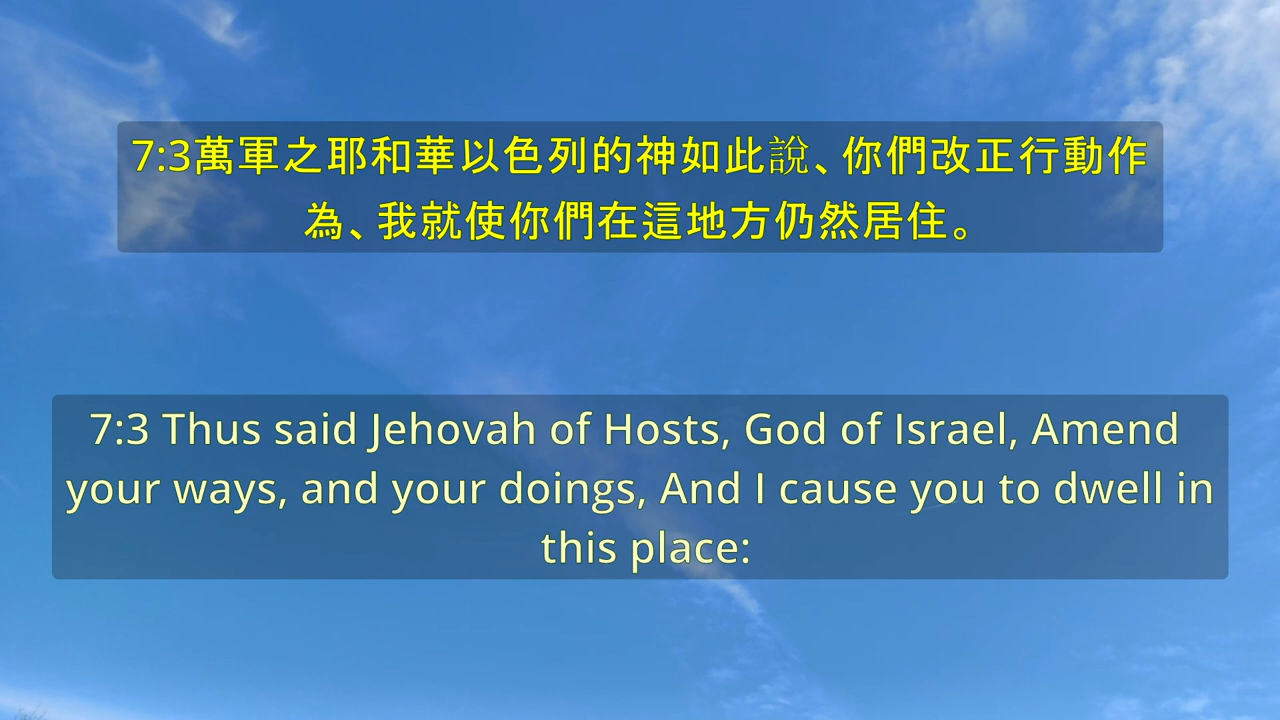 7:3萬軍之耶和華以色列的神如此說、你們改正行動作
為、我就使你們在這地方仍然居住。
7:3 Thus said Jehovah of Hosts, God of Israel, Amend
your ways, and your doings, And I cause you to dwell in
this place: